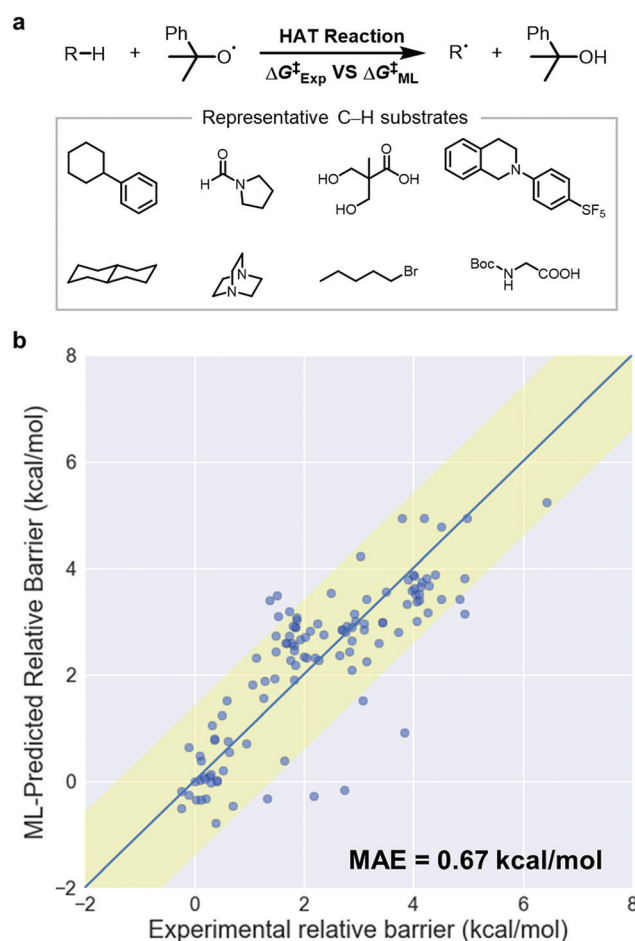 a
R–H + Ph O• HAT Reaction R• + Ph OH
ΔG‡Exp VS ΔG‡ML
Representative C–H substrates
O
H N
O
HO OH
HO
N
SF5
N
N
Br
Boc N COOH
H
b
ML-Predicted Relative Barrier (kcal/mol)
8
6
4
2
0
−2
MAE = 0.67 kcal/mol
−2 0 2 4 6 8
Experimental relative barrier (kcal/mol)